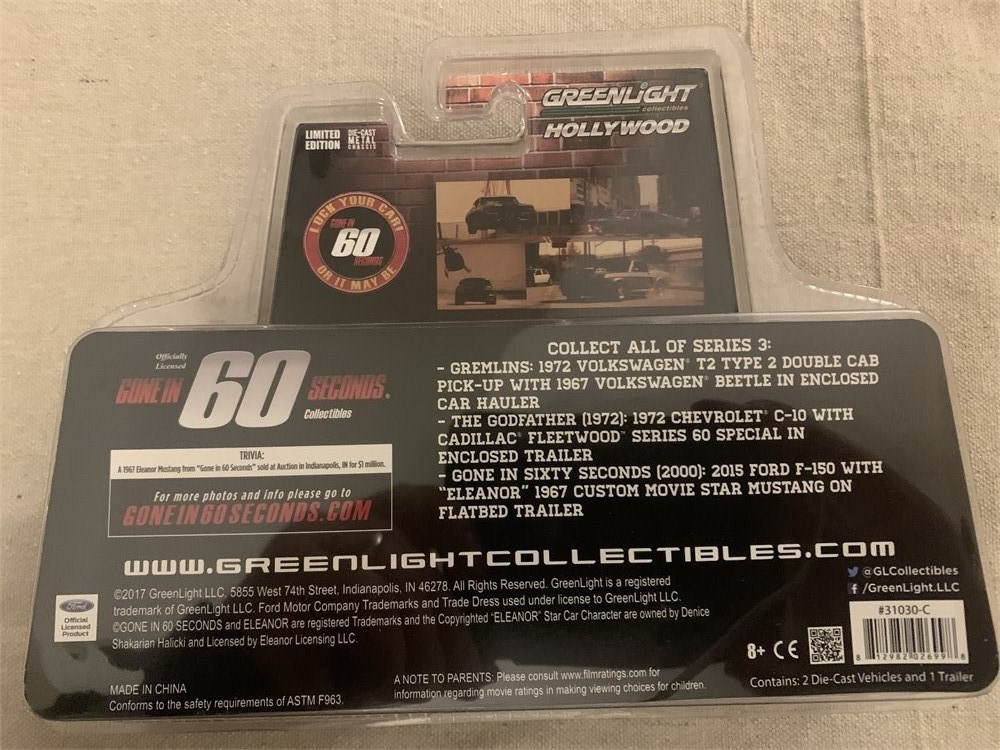 GREENLIGHT
collectibles
HOLLYWOOD
LIMITED EDITION
DIE-CAST METAL CHASSIS
LOCK YOUR CAR!
GONE IN
60
SECONDS
OR IT MAY BE
Officially
Licensed
GONE IN 60 SECONDS®
Collectibles
TRIVIA:
A 1967 Eleanor Mustang from "Gone in 60 Seconds" sold at Auction in Indianapolis, IN for $1 million.
For more photos and info please go to
GONEIN60SECONDS.COM
COLLECT ALL OF SERIES 3:
- GREMLINS: 1972 VOLKSWAGEN® T2 TYPE 2 DOUBLE CAB
PICK-UP WITH 1967 VOLKSWAGEN® BEETLE IN ENCLOSED
CAR HAULER
- THE GODFATHER (1972): 1972 CHEVROLET® C-10 WITH
CADILLAC® FLEETWOOD™ SERIES 60 SPECIAL IN
ENCLOSED TRAILER
- GONE IN SIXTY SECONDS (2000): 2015 FORD F-150 WITH
"ELEANOR" 1967 CUSTOM MOVIE STAR MUSTANG ON
FLATBED TRAILER
www.GREENLIGHTCOLLECTIBLES.COM
@GLCollectibles
/GreenLight.LLC
Ford
Official
Licensed
Product
©2017 GreenLight LLC, 5855 West 74th Street, Indianapolis, IN 46278. All Rights Reserved. GreenLight is a registered
trademark of GreenLight LLC. Ford Motor Company Trademarks and Trade Dress used under license to GreenLight LLC.
©GONE IN 60 SECONDS and ELEANOR are registered Trademarks and the Copyrighted "ELEANOR" Star Car Character are owned by Denice
Shakarian Halicki and Licensed by Eleanor Licensing LLC.
#31030-C
8 12982 02699 8
8+ CE
MADE IN CHINA
Conforms to the safety requirements of ASTM F963.
A NOTE TO PARENTS: Please consult www.filmratings.com for
information regarding movie ratings in making viewing choices for children.
Contains: 2 Die-Cast Vehicles and 1 Trailer